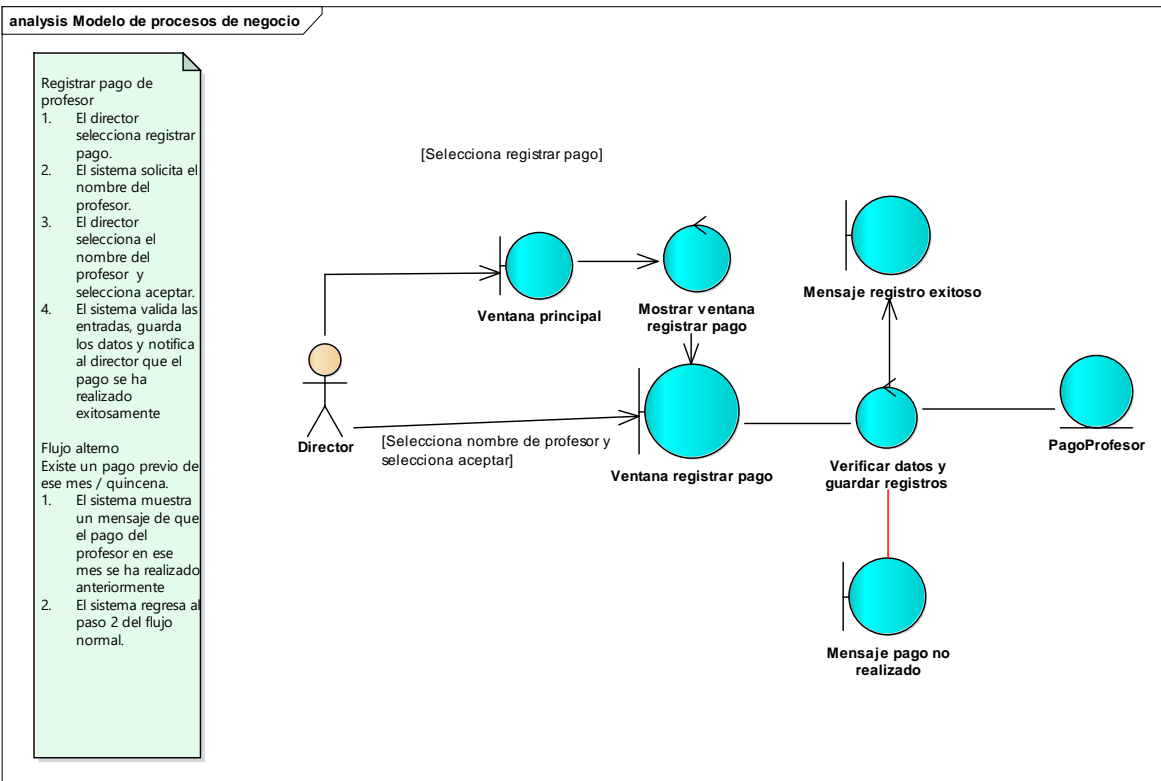 analysis Modelo de procesos de negocio
Registrar pago de
profesor
1. El director
selecciona registrar
pago.
2. El sistema solicita el
nombre del
profesor.
3. El director
selecciona el
nombre del
profesor y
selecciona aceptar.
4. El sistema valida las
entradas, guarda
los datos y notifica
al director que el
pago se ha
realizado
exitosamente
Flujo alterno
Existe un pago previo de
ese mes / quincena.
1. El sistema muestra
un mensaje de que
el pago del
profesor en ese
mes se ha realizado
anteriormente
2. El sistema regresa al
paso 2 del flujo
normal.
[Selecciona registrar pago]
Ventana principal
Mostrar ventana
registrar pago
Mensaje registro exitoso
Director
[Selecciona nombre de profesor y
selecciona aceptar]
Ventana registrar pago
Verificar datos y
guardar registros
PagoProfesor
Mensaje pago no
realizado